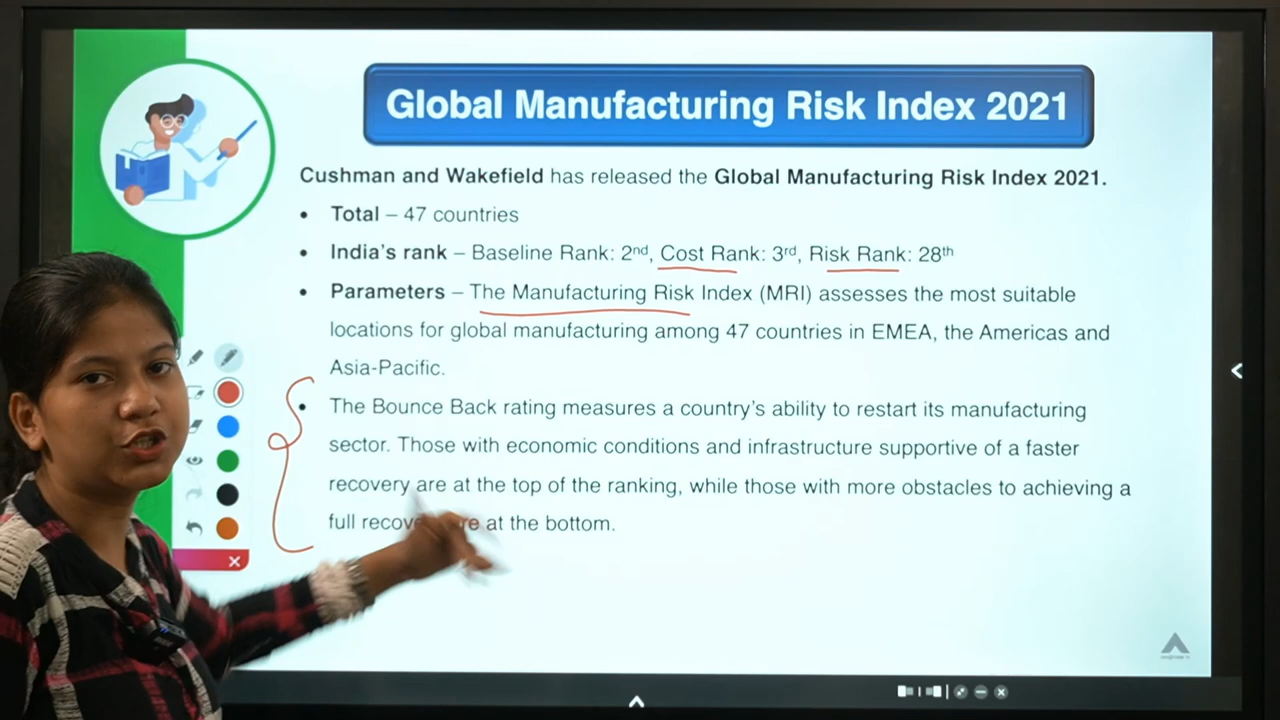 Global Manufacturing Risk Index 2021
Cushman and Wakefield has released the Global Manufacturing Risk Index 2021.
• Total – 47 countries
• India's rank – Baseline Rank: 2nd, Cost Rank: 3rd, Risk Rank: 28th
• Parameters – The Manufacturing Risk Index (MRI) assesses the most suitable
locations for global manufacturing among 47 countries in EMEA, the Americas and
Asia-Pacific.
• The Bounce Back rating measures a country's ability to restart its manufacturing
sector. Those with economic conditions and infrastructure supportive of a faster
recovery are at the top of the ranking, while those with more obstacles to achieving a
full at the bottom.